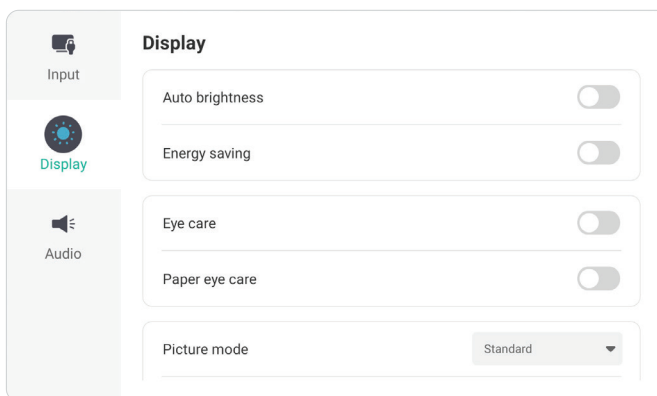 Input
Display
Audio
Display
Auto brightness
Energy saving
Eye care
Paper eye care
Picture mode
Standard